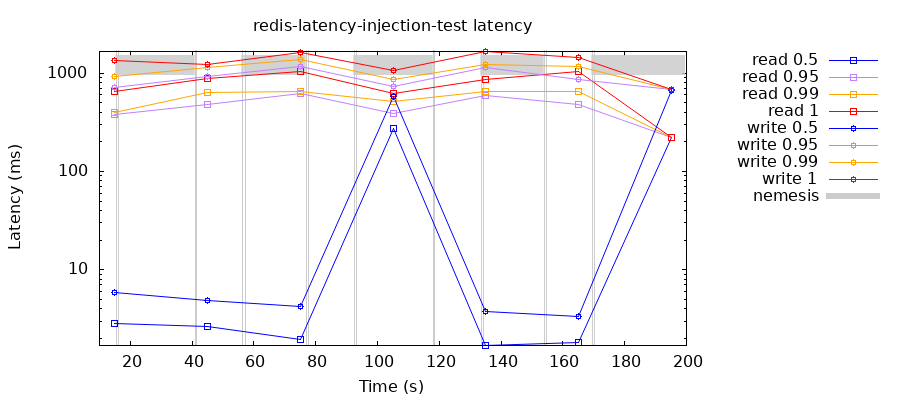 redis-latency-injection-test latency
Latency (ms)
1000
100
10
20 40 60 80 100 120 140 160 180 200
Time (s)
read 0.5
read 0.95
read 0.99
read 1
write 0.5
write 0.95
write 0.99
write 1
nemesis